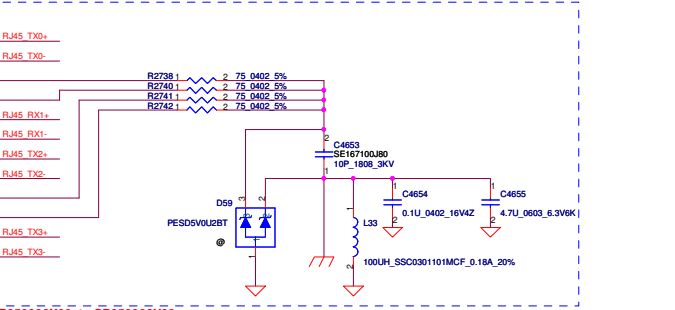 RJ45_TX0+
RJ45_TX0-
R2738 1 2 75_0402_5%
R2740 1 2 75_0402_5%
R2741 1 2 75_0402_5%
R2742 1 2 75_0402_5%
RJ45_RX1+
RJ45_RX1-
RJ45_TX2+
RJ45_TX2-
2
C4653
SE167100J80
10P_1808_3KV
1
D59
3 2
PESD5V0U2BT
@
1
1
L33
2
100UH_SSC0301101MCF_0.18A_20%
1
C4654
0.1U_0402_16V4Z
2
1
C4655
4.7U_0603_6.3V6K
2
RJ45_TX3+
RJ45_TX3-